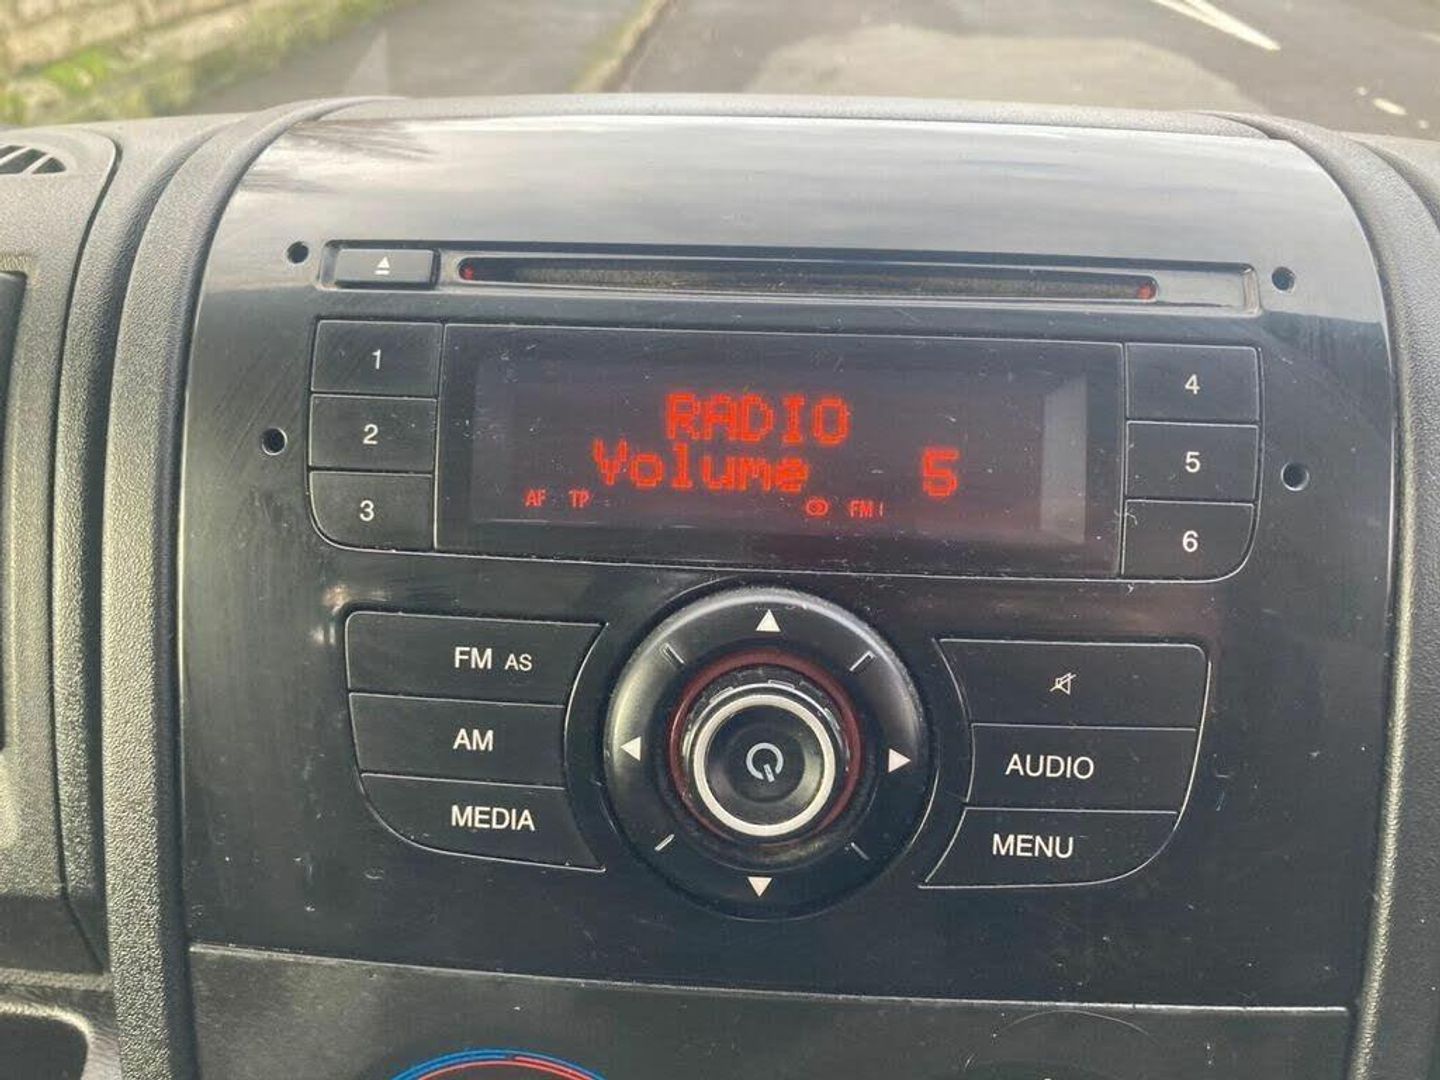 1
2
3
RADIO
Volume 5
AF TP FM
4
5
6
FM AS
AM
MEDIA
AUDIO
MENU